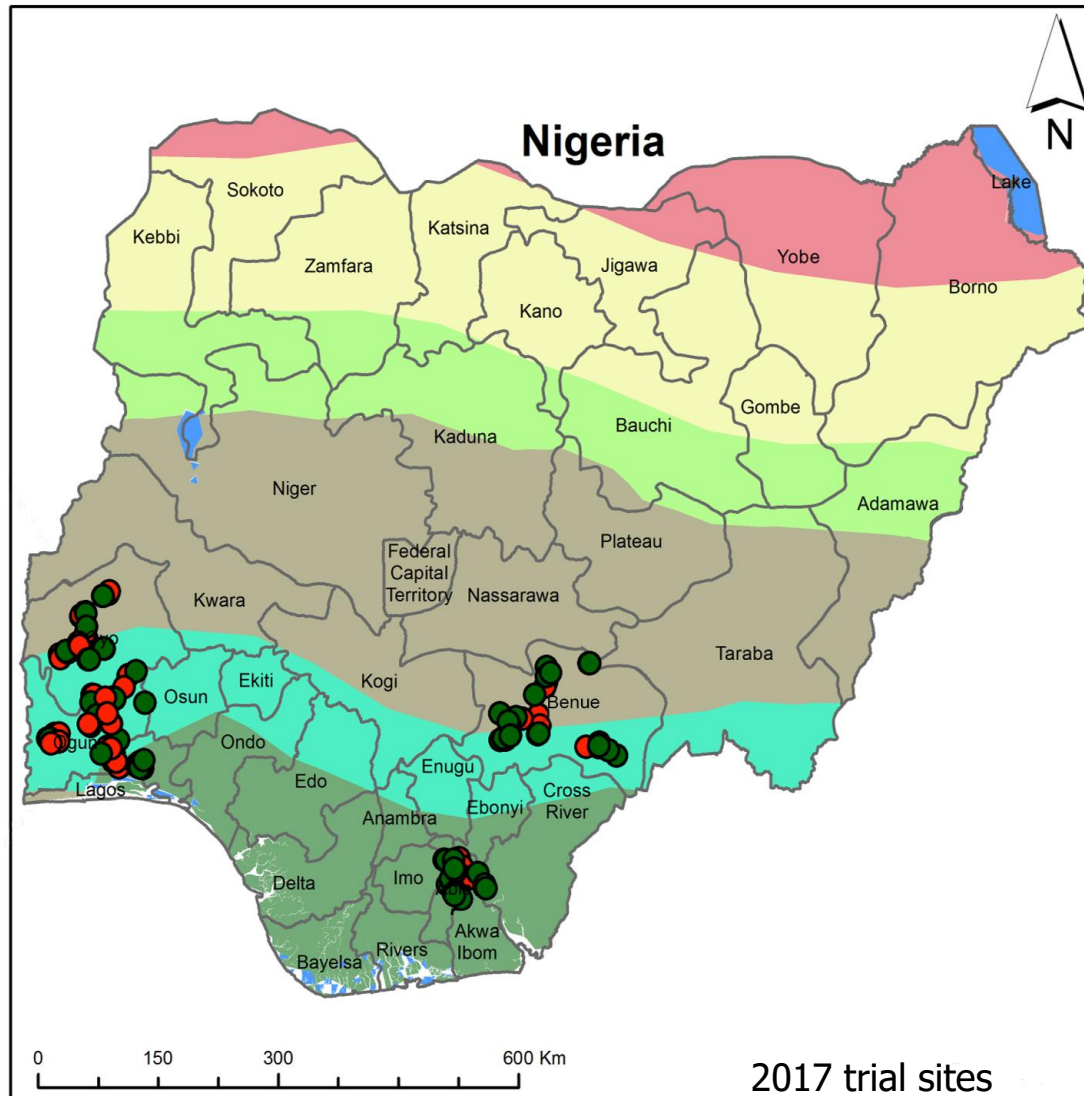 Nigeria
N
Lake
Sokoto
Kebbi
Katsina
Zamfara
Jigawa
Yobe
Borno
Kano
Gombe
Bauchi
Kaduna
Adamawa
Niger
Plateau
Federal
Capital
Territory
Nassarawa
Kwara
Taraba
Kogi
Ekiti
Osun
Benue
Ondo
Ogun
Enugu
Lagos
Edo
Cross
River
Ebonyi
Anambra
Delta
Imo
Akwa
Ibom
Rivers
Bayelsa
0
150
300
600 Km
2017 trial sites